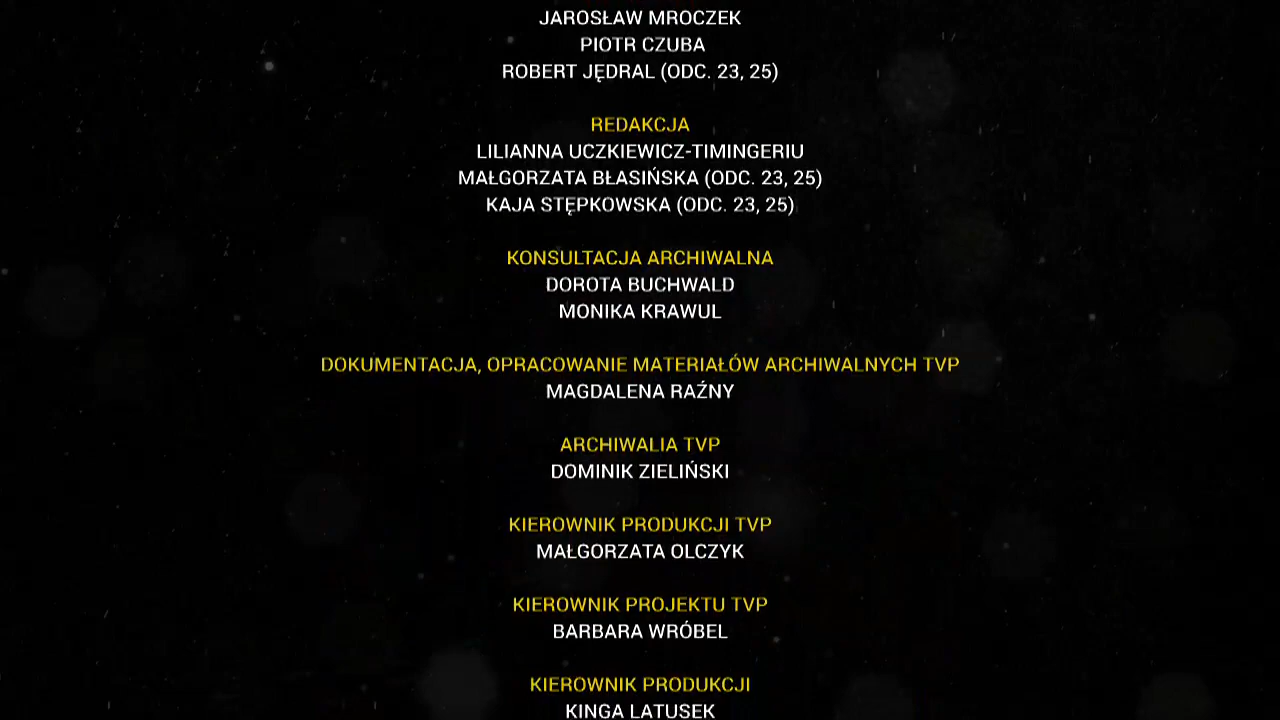 JAROSŁAW MROCZEK
PIOTR CZUBA
ROBERT JĘDRAL (ODC. 23, 25)
REDAKCJA
LILIANNA UCZKIEWICZ-TIMINGERIU
MAŁGORZATA BŁASIŃSKA (ODC. 23, 25)
KAJA STĘPKOWSKA (ODC. 23, 25)
KONSULTACJA ARCHIWALNA
DOROTA BUCHWALD
MONIKA KRAWUL
DOKUMENTACJA, OPRACOWANIE MATERIAŁÓW ARCHIWALNYCH TVP
MAGDALENA RAŹNY
ARCHIWALIA TVP
DOMINIK ZIELIŃSKI
KIEROWNIK PRODUKCJI TVP
MAŁGORZATA OLCZYK
KIEROWNIK PROJEKTU TVP
BARBARA WRÓBEL
KIEROWNIK PRODUKCJI
KINGA LATUSEK